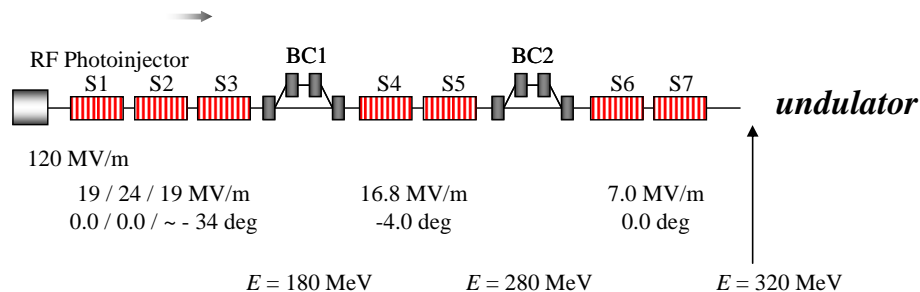 BC1
BC2
RF Photoinjector
S1
S2
S3
S4
S5
S6
S7
undulator
120 MV/m
19 / 24 / 19 MV/m
16.8 MV/m
7.0 MV/m
0.0 / 0.0 / ~ - 34 deg
-4.0 deg
0.0 deg
E = 180 MeV
E = 280 MeV
E = 320 MeV